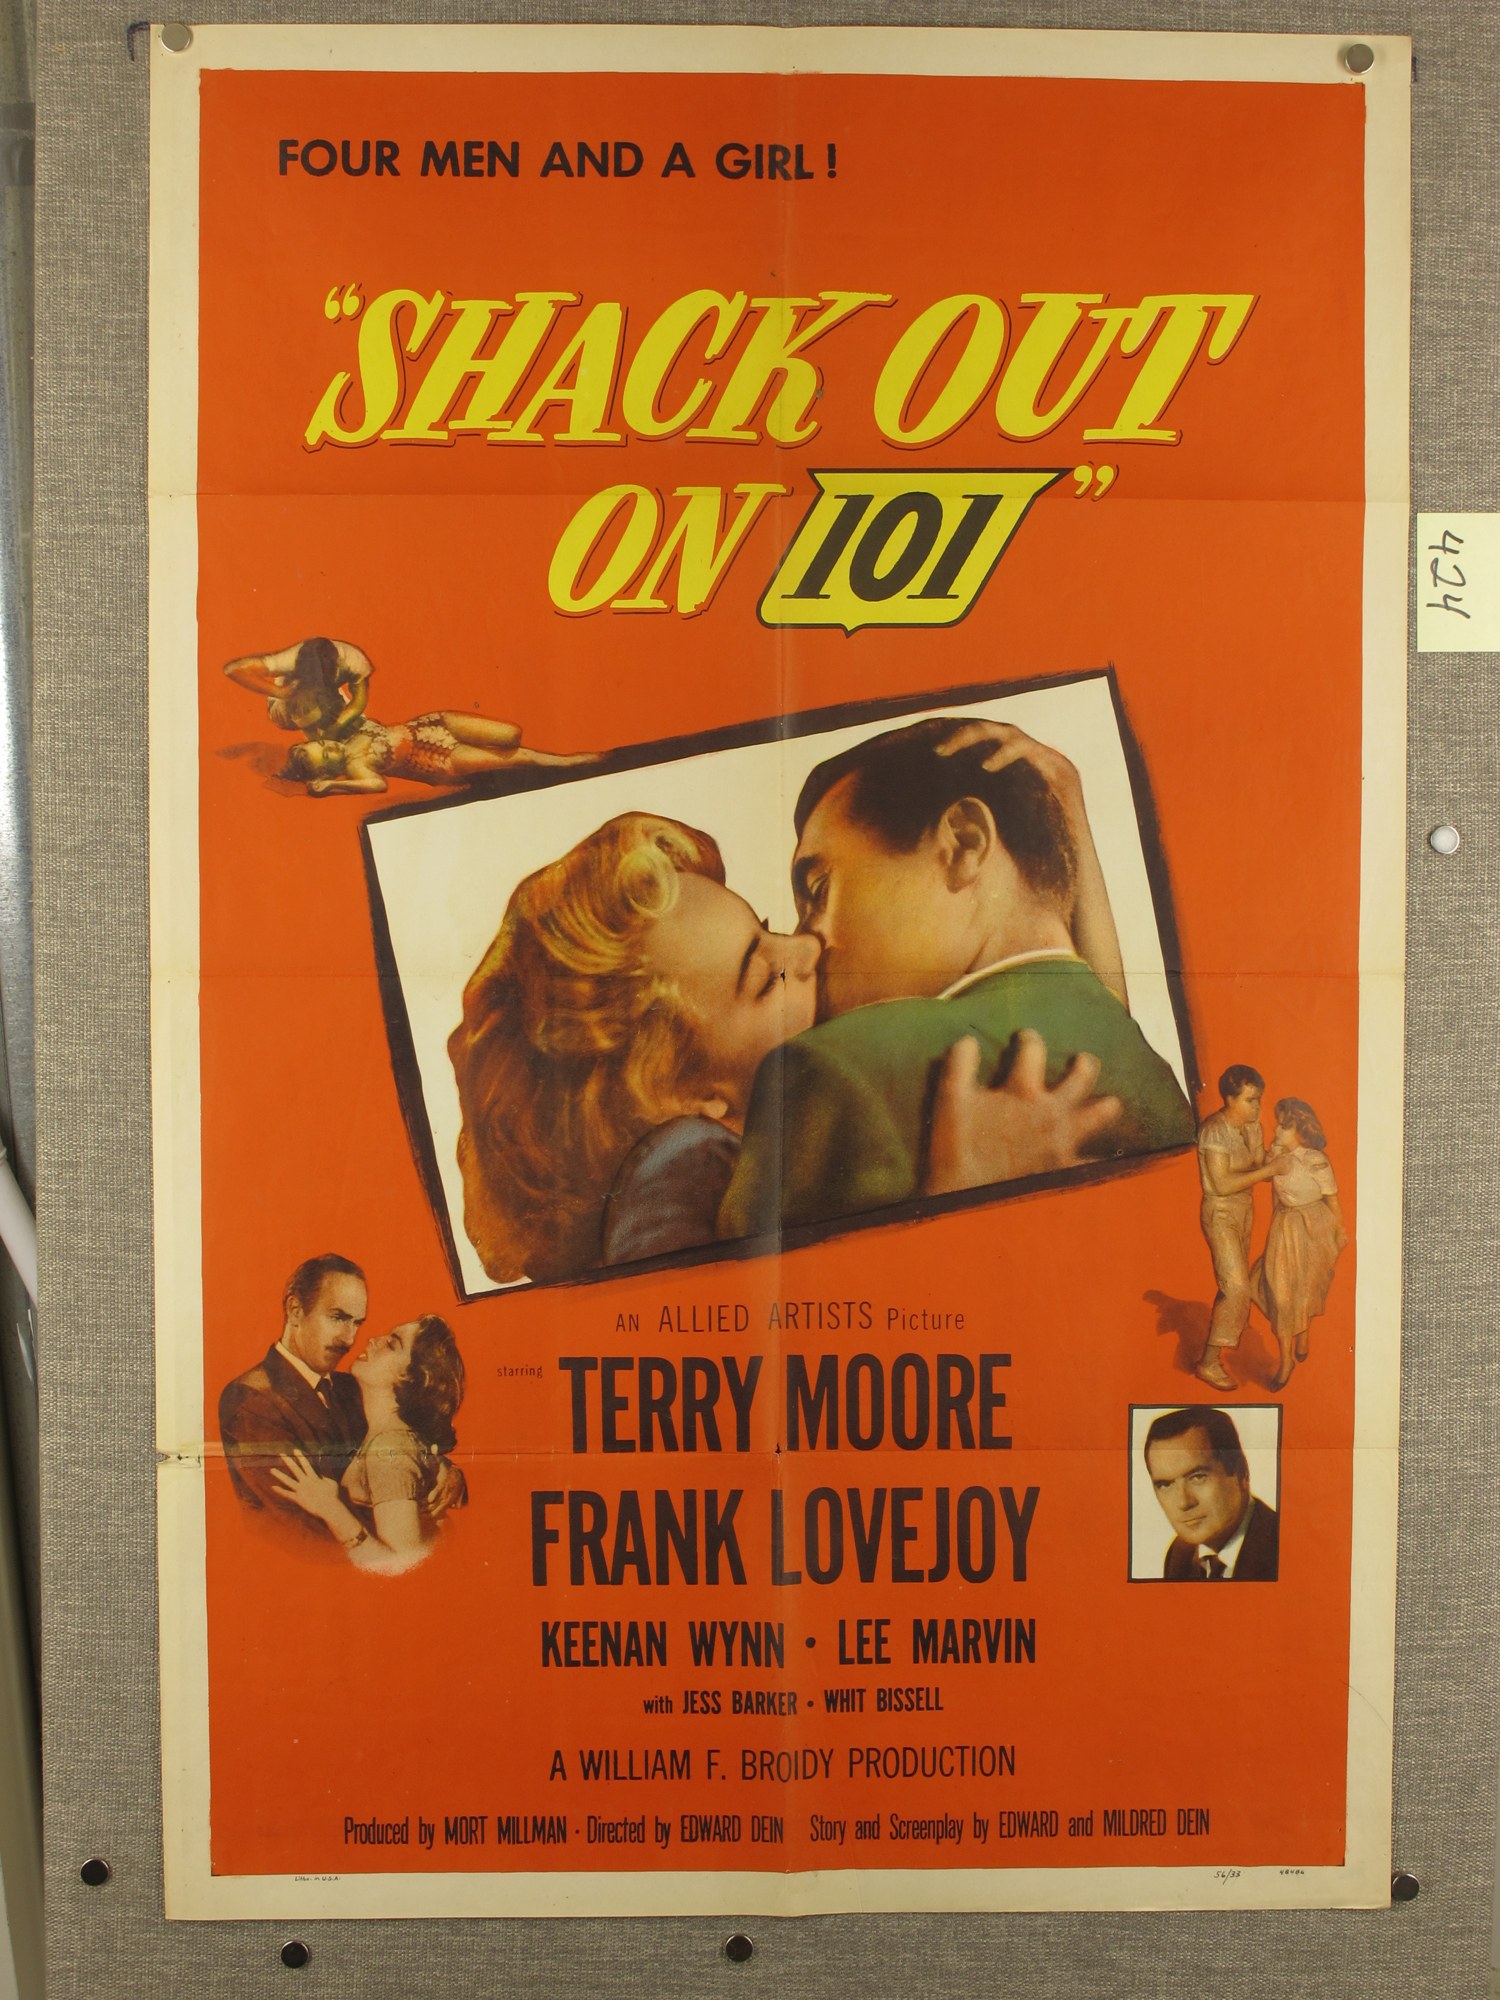 FOUR MEN AND A GIRL!
"SHACK OUT
ON 101"
424
AN ALLIED ARTISTS Picture
starring TERRY MOORE
FRANK LOVEJOY
KEENAN WYNN • LEE MARVIN
with JESS BARKER • WHIT BISSELL
A WILLIAM F. BROIDY PRODUCTION
Produced by MORT MILLMAN • Directed by EDWARD DEIN Story and Screenplay by EDWARD and MILDRED DEIN
Litho. in U.S.A. 56/33